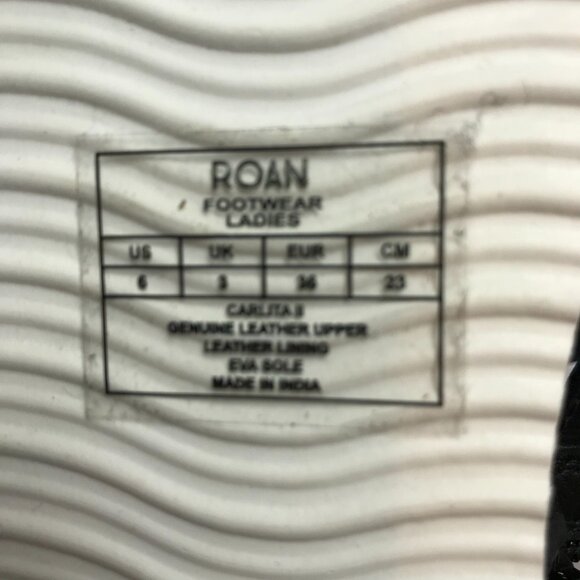 ROAN
FOOTWEAR
LADIES
US UK EUR CM
6 3 36 23
CARLITA II
GENUINE LEATHER UPPER
LEATHER LINING
EVA SOLE
MADE IN INDIA